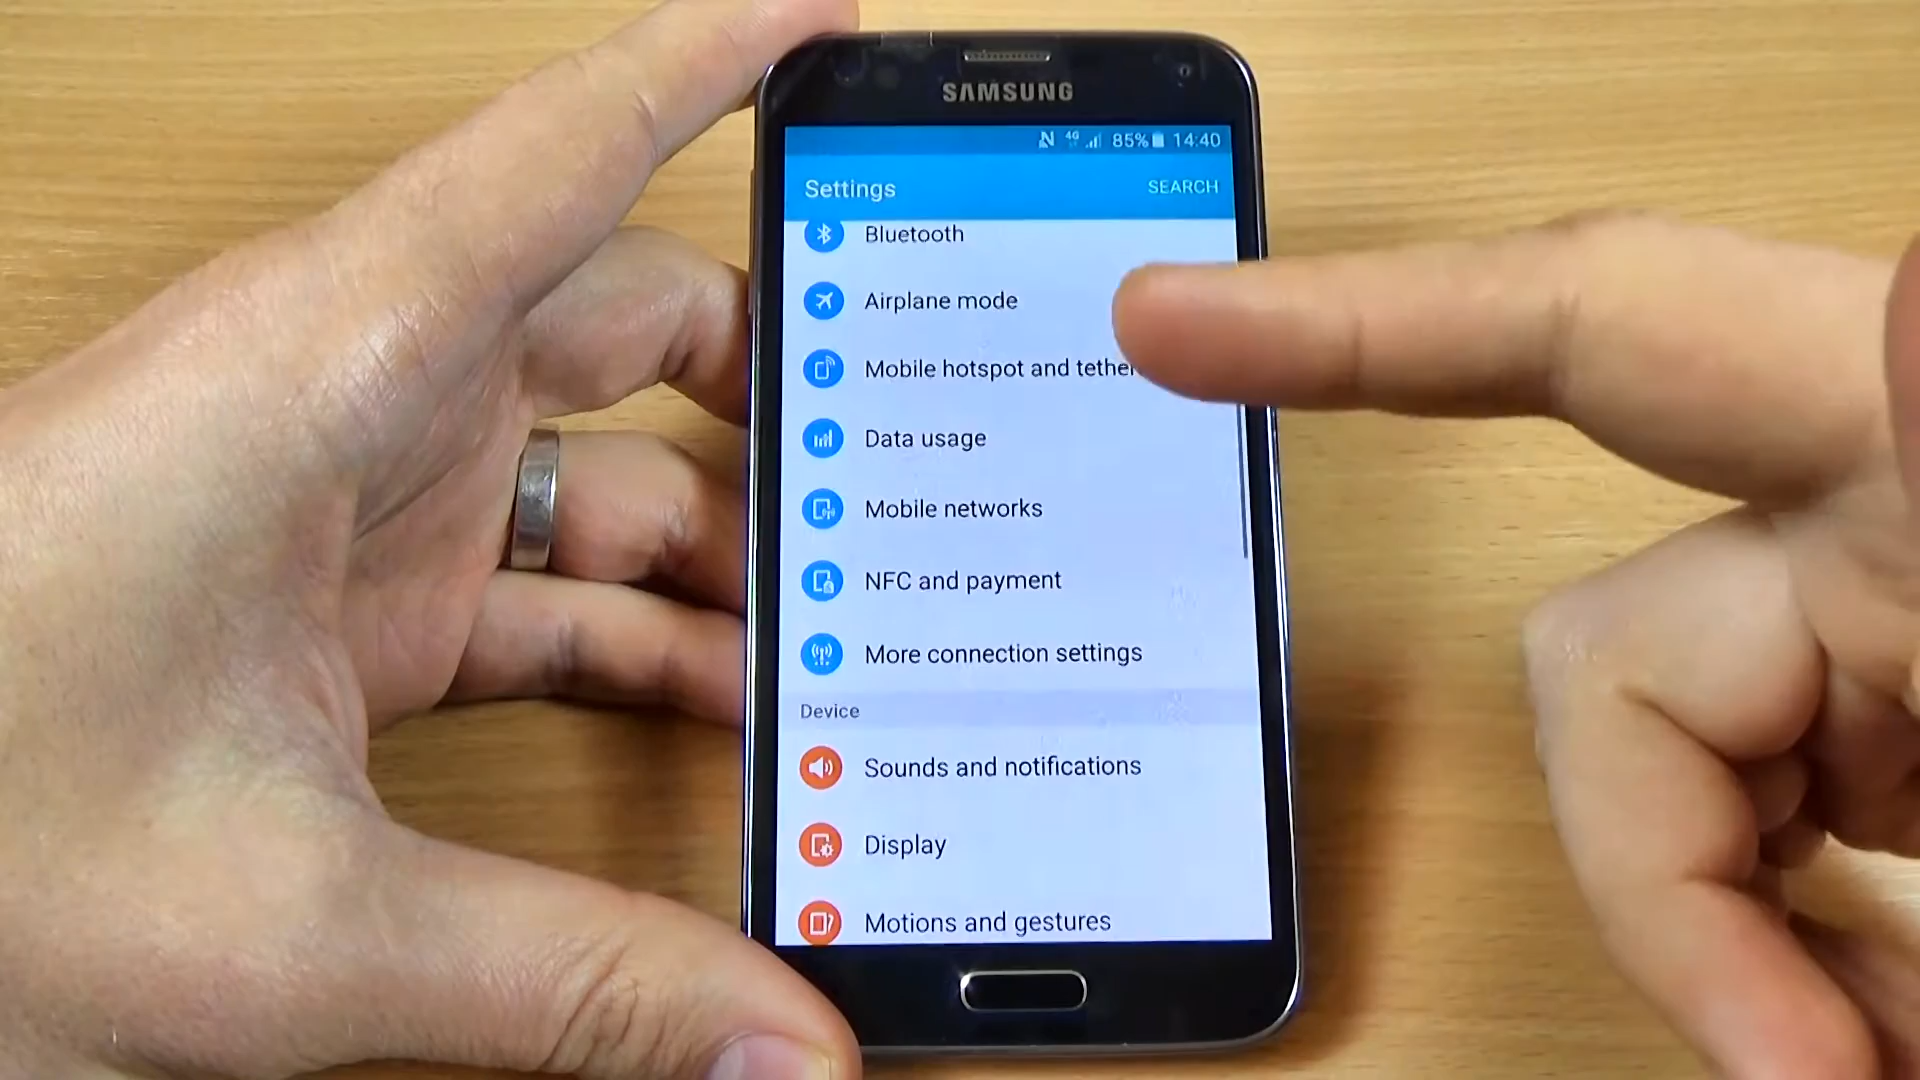 SAMSUNG
4G 85% 14:40
Settings SEARCH
Bluetooth
Airplane mode
Mobile hotspot and tether
Data usage
Mobile networks
NFC and payment
More connection settings
Device
Sounds and notifications
Display
Motions and gestures